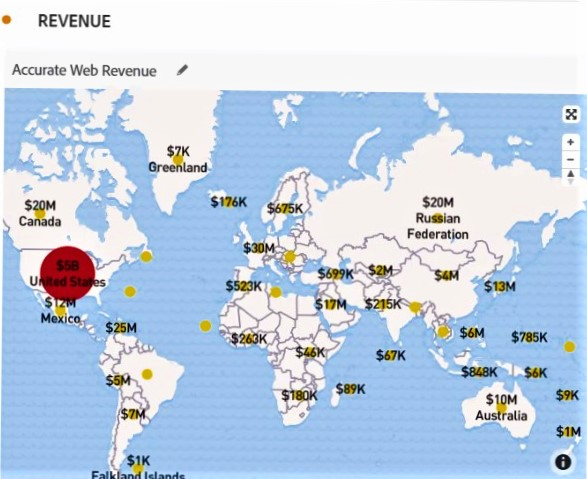 REVENUE
Accurate Web Revenue
$7K
Greenland
$20M
Canada
$176K
$675K
$20M
Russian
Federation
$30M
$5B
United States
$699K
$2M
$4M
$523K
$13M
$12M
Mexico
$17M
$215K
$25M
$263K
$6M
$785K
$46K
$67K
$5M
$848K
$6K
$89K
$180K
$9K
$10M
Australia
$7M
$1M
$1K
Falkland Islands
+
−